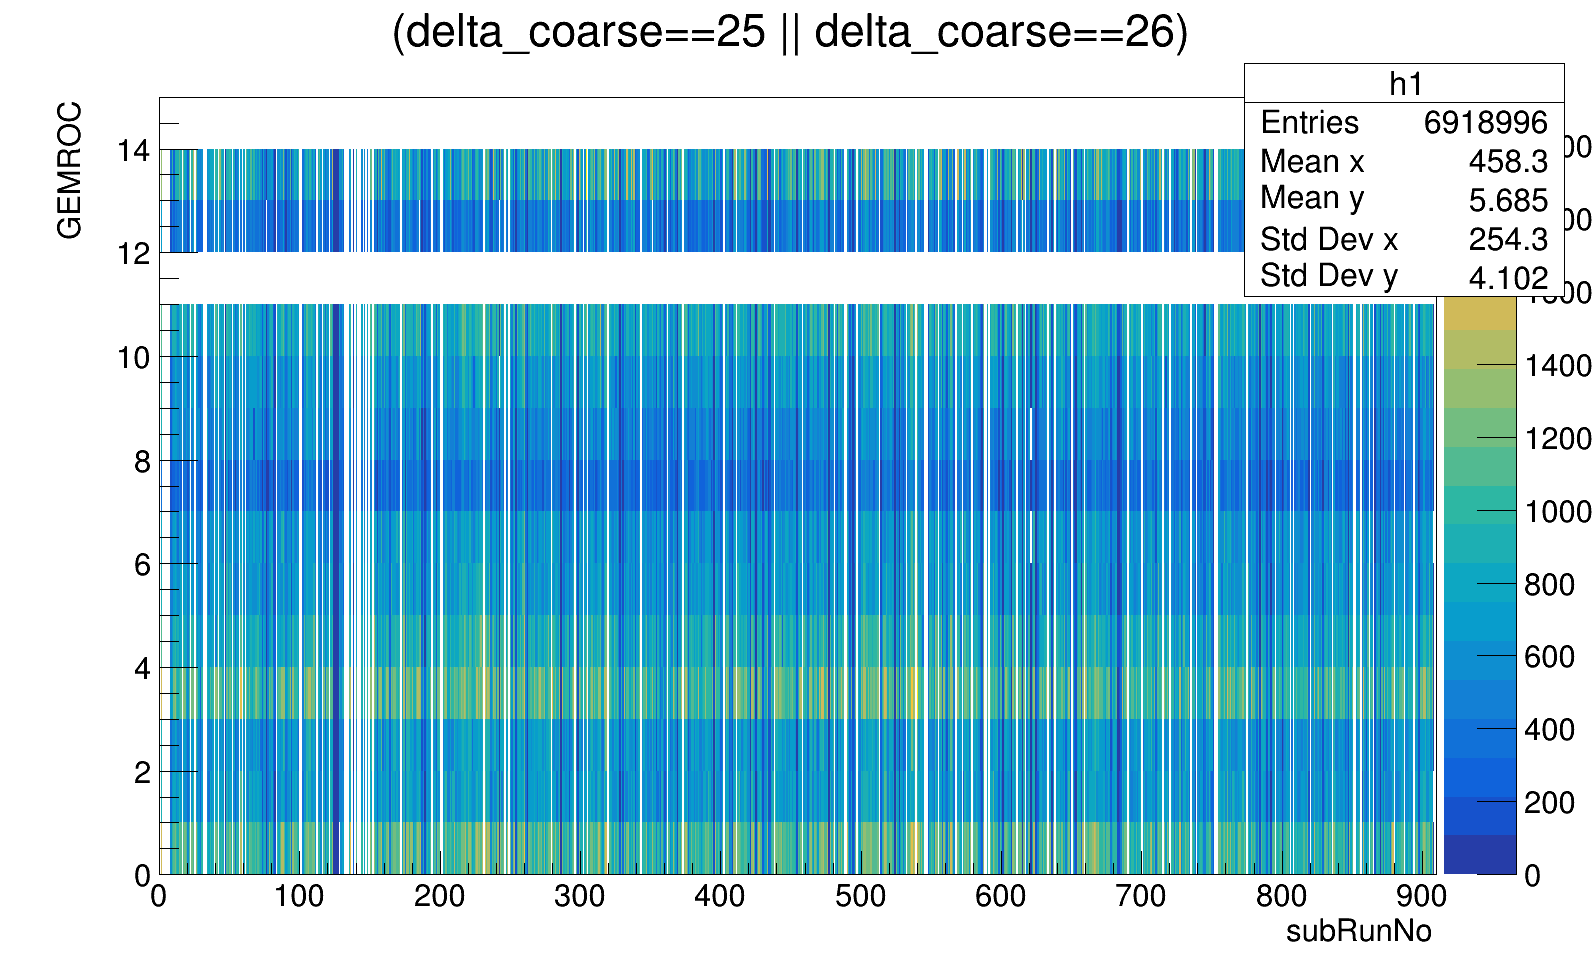 (delta_coarse==25 || delta_coarse==26)
h1
Entries 6918996
Mean x 458.3
Mean y 5.685
Std Dev x 254.3
Std Dev y 4.102
GEMROC
14
12
10
8
6
4
2
0
0 100 200 300 400 500 600 700 800 900
subRunNo
1400
1200
1000
800
600
400
200
0